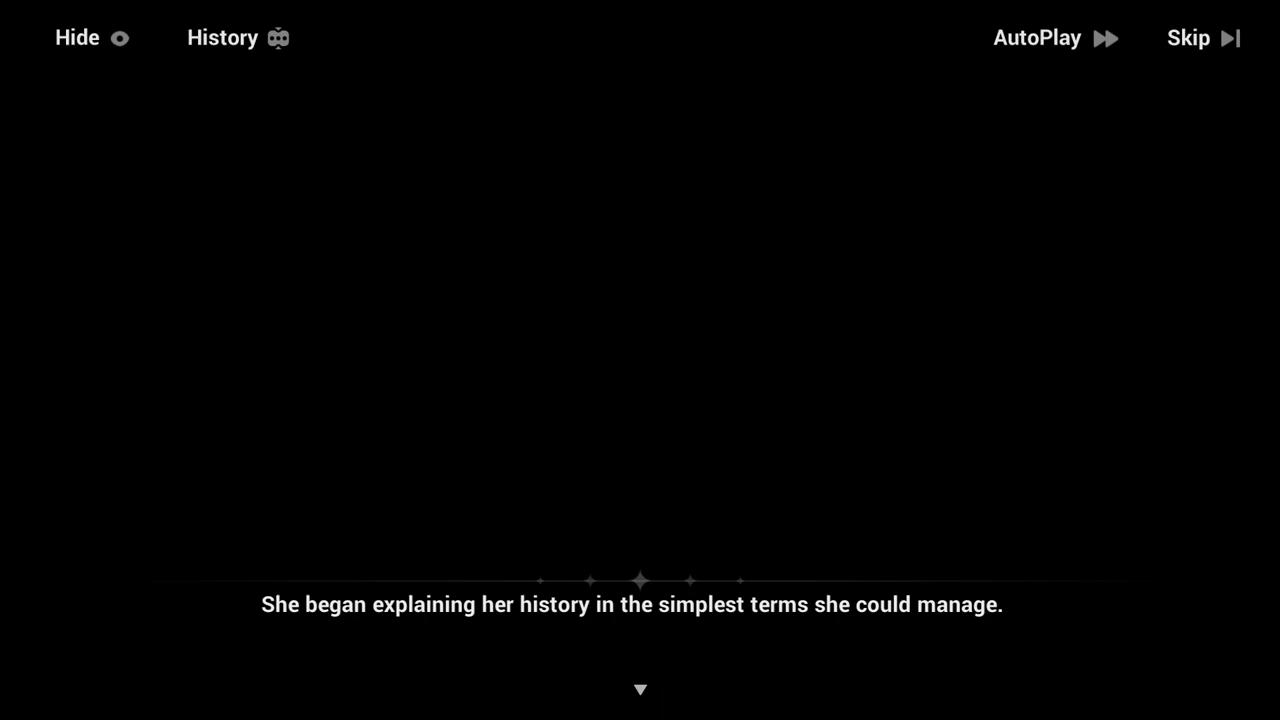 Hide
History
AutoPlay
Skip
She began explaining her history in the simplest terms she could manage.